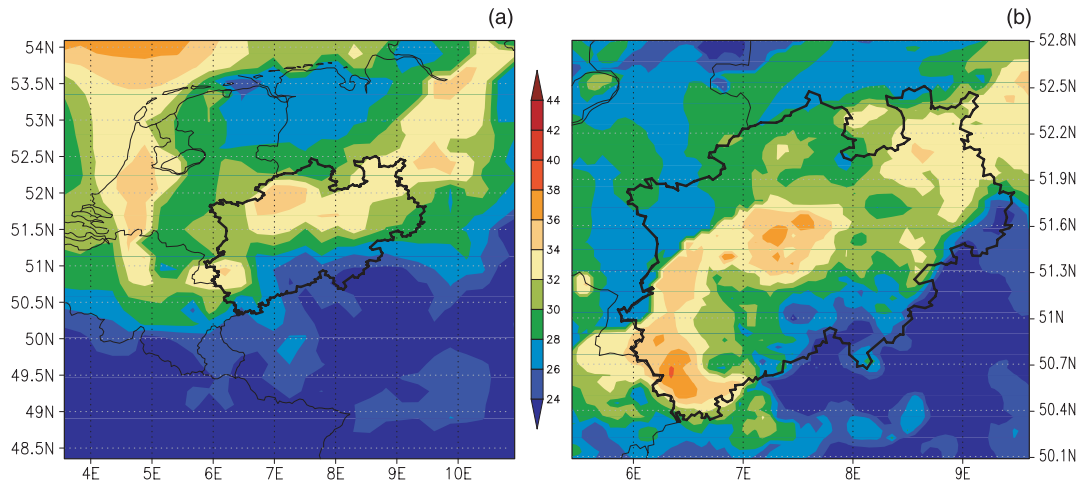 (a)
(b)
54N
53.5N
53N
52.5N
52N
51.5N
51N
50.5N
50N
49.5N
49N
48.5N
4E 5E 6E 7E 8E 9E 10E
44
42
40
38
36
34
32
30
28
26
24
52.8N
52.5N
52.2N
51.9N
51.6N
51.3N
51N
50.7N
50.4N
50.1N
6E 7E 8E 9E